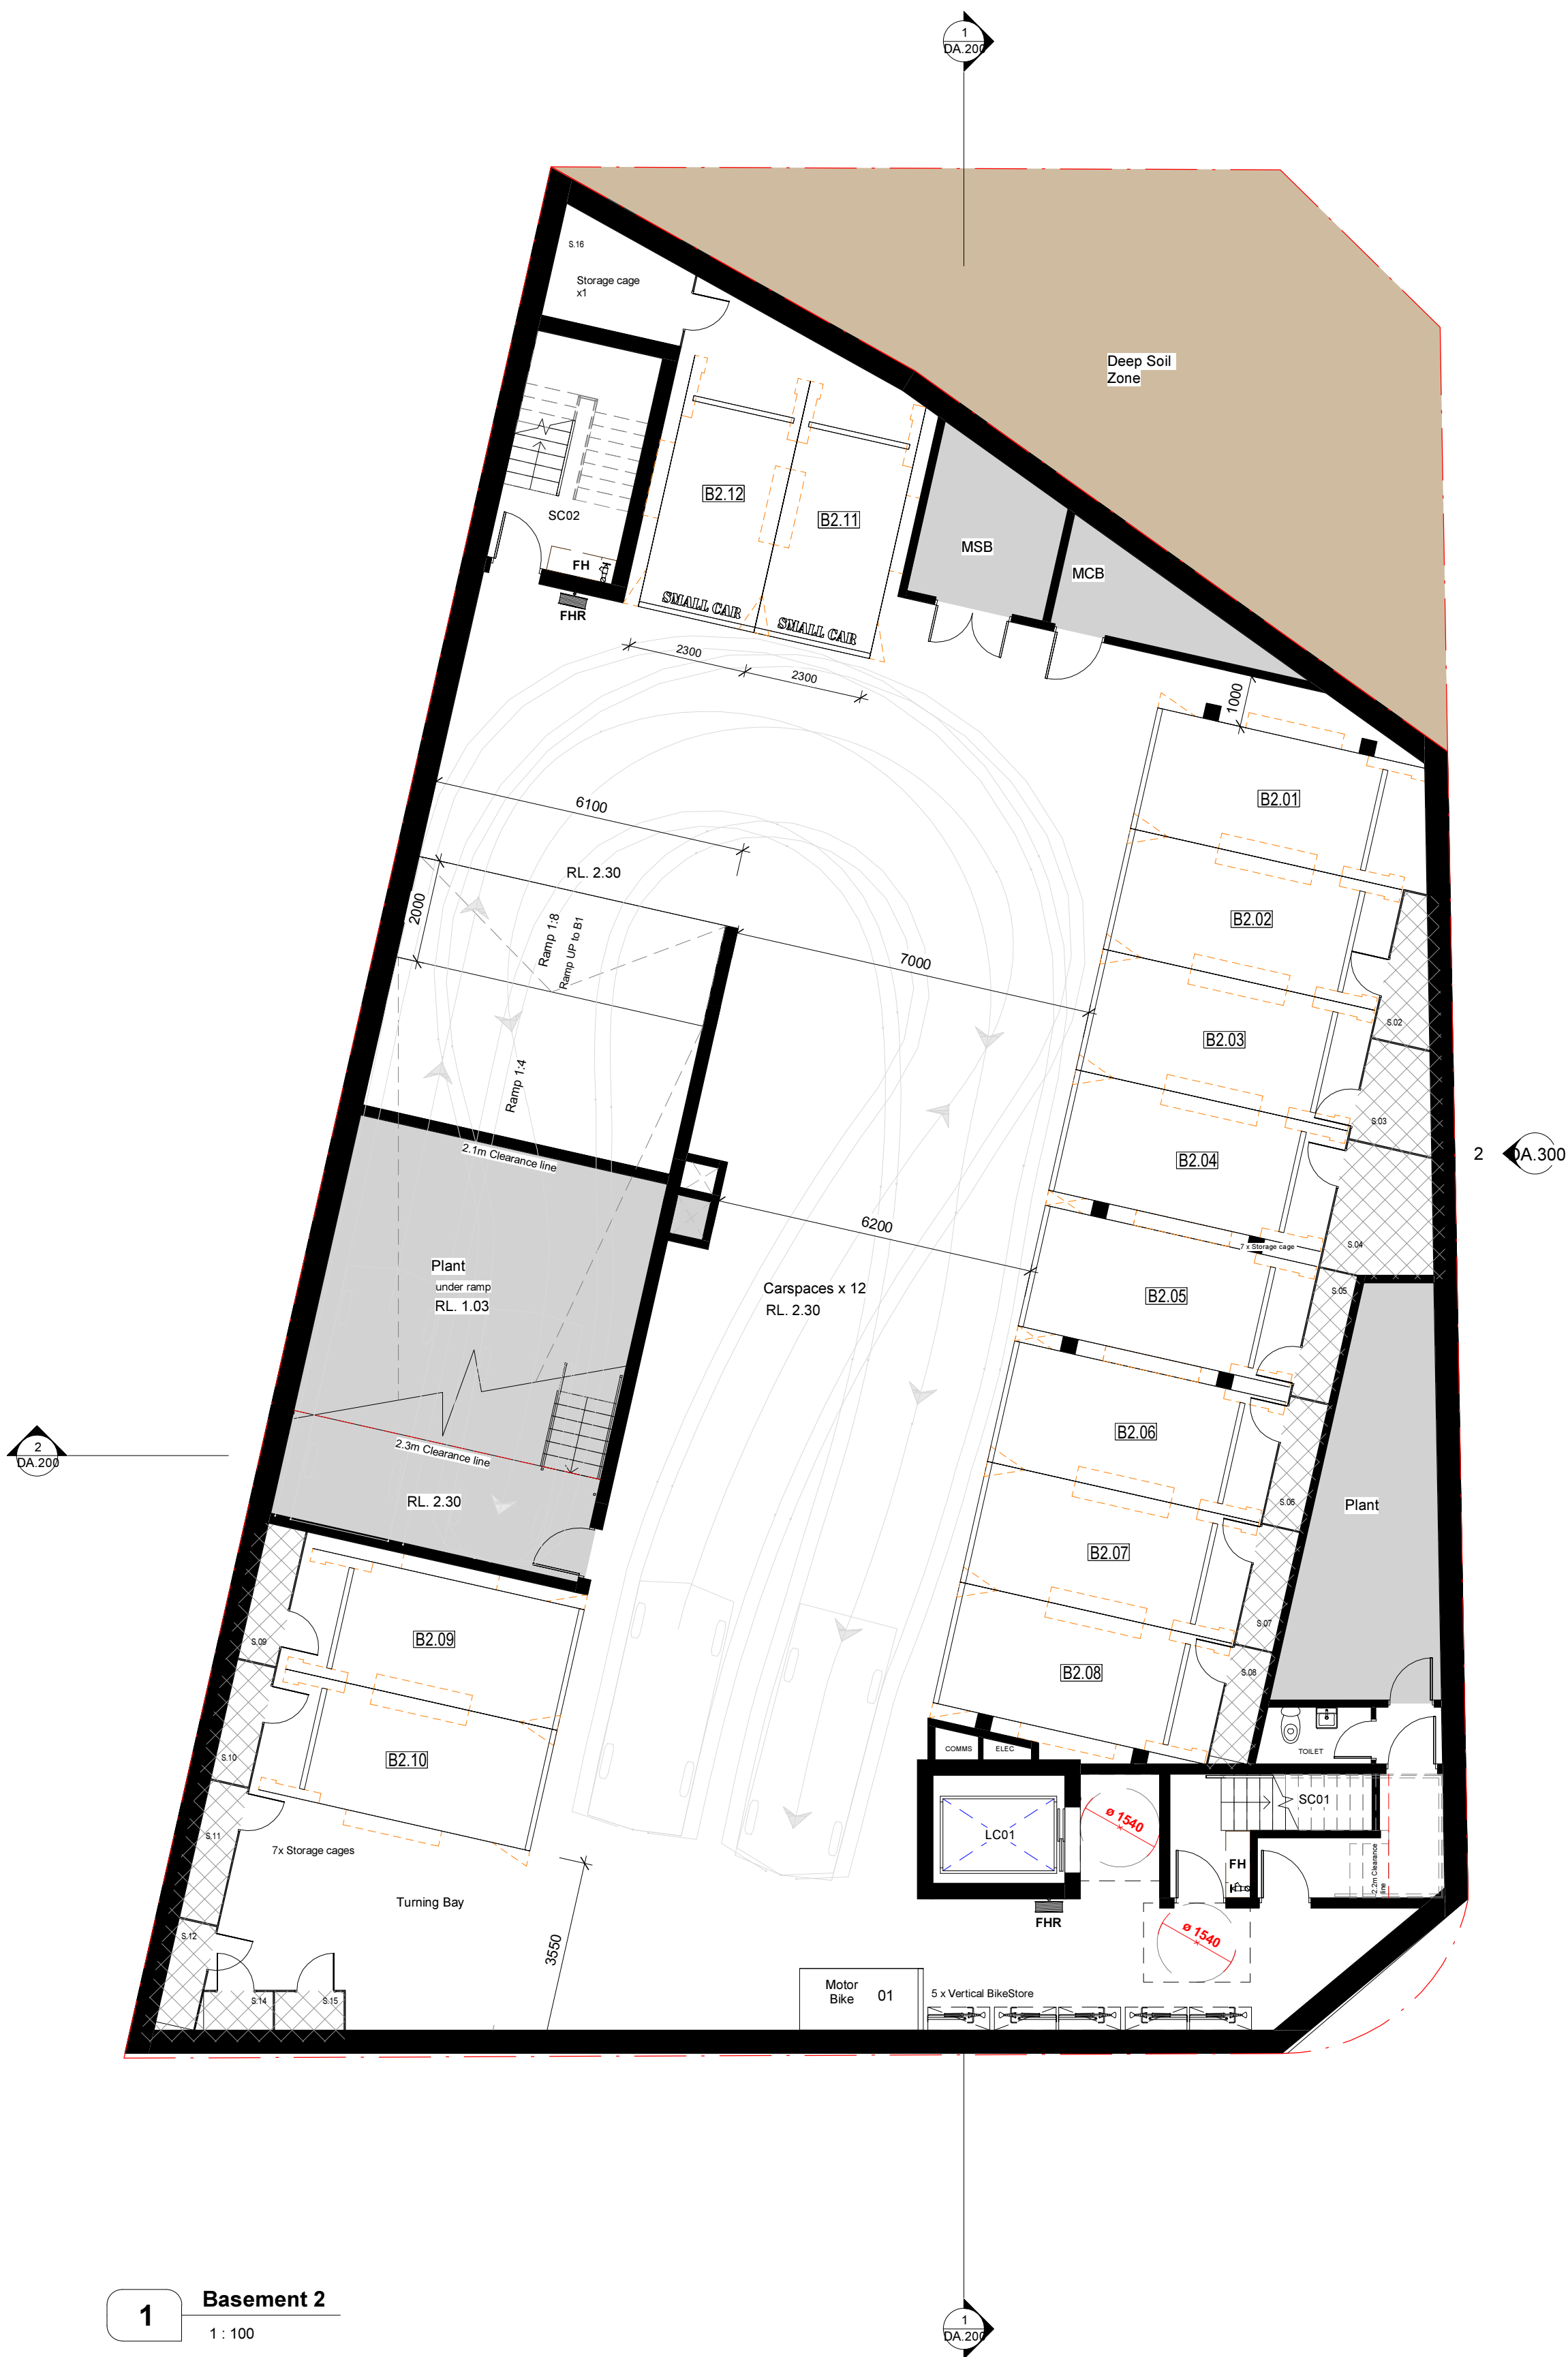 1
DA.200
S.16
Storage cage
x1
Deep Soil
Zone
B2.12
B2.11
SC02
MSB
MCB
FH
FHR
SMALL CAR
SMALL CAR
2300
2300
1000
6100
B2.01
RL. 2.30
2000
Ramp 1:8
Ramp UP to B1
B2.02
7000
S.02
B2.03
Ramp 1:4
S.03
2.1m Clearance line
B2.04
2
DA.300
6200
S.04
7 x Storage cage
Plant
under ramp
RL. 1.03
Carspaces x 12
RL. 2.30
B2.05
S.05
B2.06
2.3m Clearance line
2
DA.200
RL. 2.30
S.06
Plant
B2.07
S.07
B2.09
S.09
B2.08
S.08
S.10
B2.10
COMMS
ELEC
TOILET
SC01
ø 1540
LC01
S.11
7x Storage cages
FH
2.2m Clearance
line
Turning Bay
FHR
S.12
ø 1540
3550
Motor
Bike
01
5 x Vertical BikeStore
S.14
S.15
1
Basement 2
1 : 100
1
DA.200